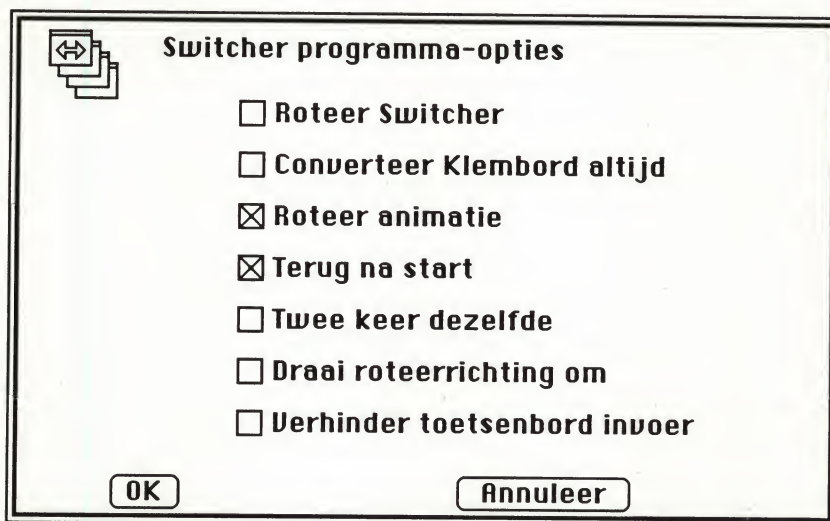 Switcher programma-opties
Roteer Switcher
Converteer Klembord altijd
Roteer animatie
Terug na start
Twee keer dezelfde
Draai roteerrichting om
Verhinder toetsenbord invoer
OK Annuleer